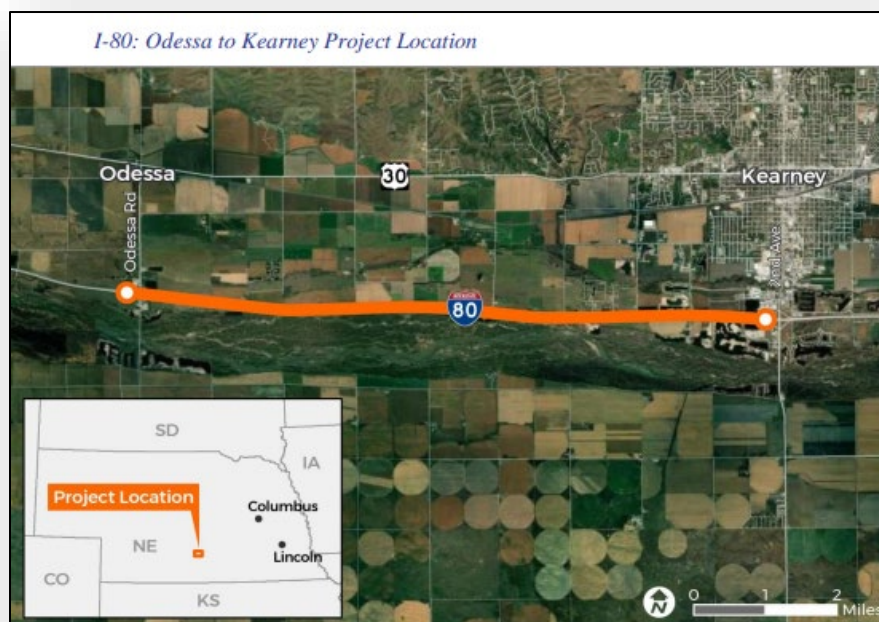 I-80: Odessa to Kearney Project Location
Odessa
30
Kearney
Odessa Rd
2nd Ave
80
SD
IA
Project Location
Columbus
NE
Lincoln
CO
KS
N
0 1 2
Miles